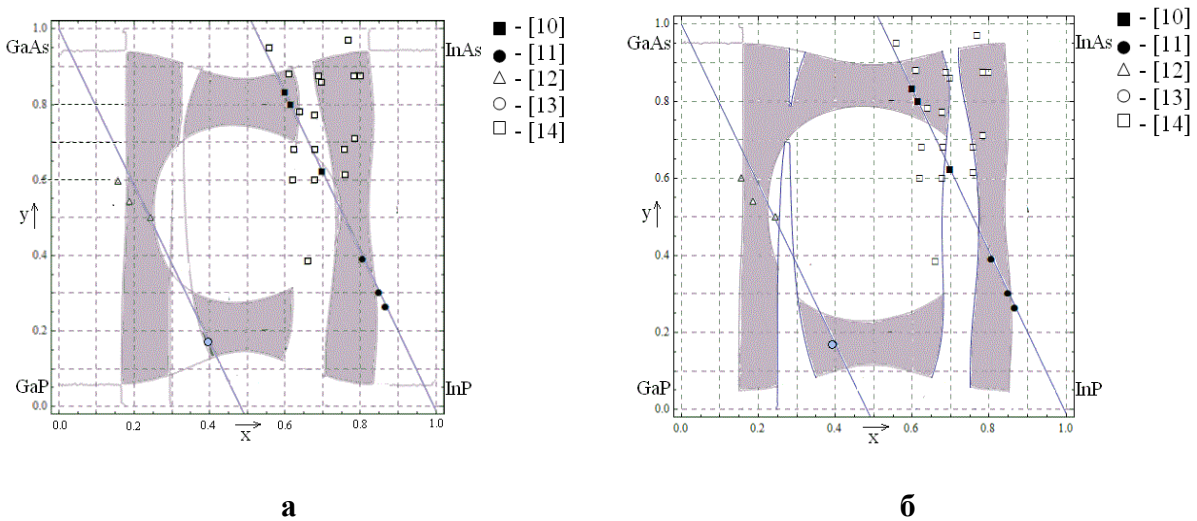 1.0
GaAs
0.8
0.6
y↑
0.4
0.2
GaP
0.0
InAs
InP
0.0 0.2 0.4 0.6 0.8 1.0
x
■ - [10]
● - [11]
△ - [12]
○ - [13]
□ - [14]
а
1.0
GaAs
0.8
0.6
y↑
0.4
0.2
GaP
0.0
InAs
InP
0.0 0.2 0.4 0.6 0.8 1.0
x
■ - [10]
● - [11]
△ - [12]
○ - [13]
□ - [14]
б